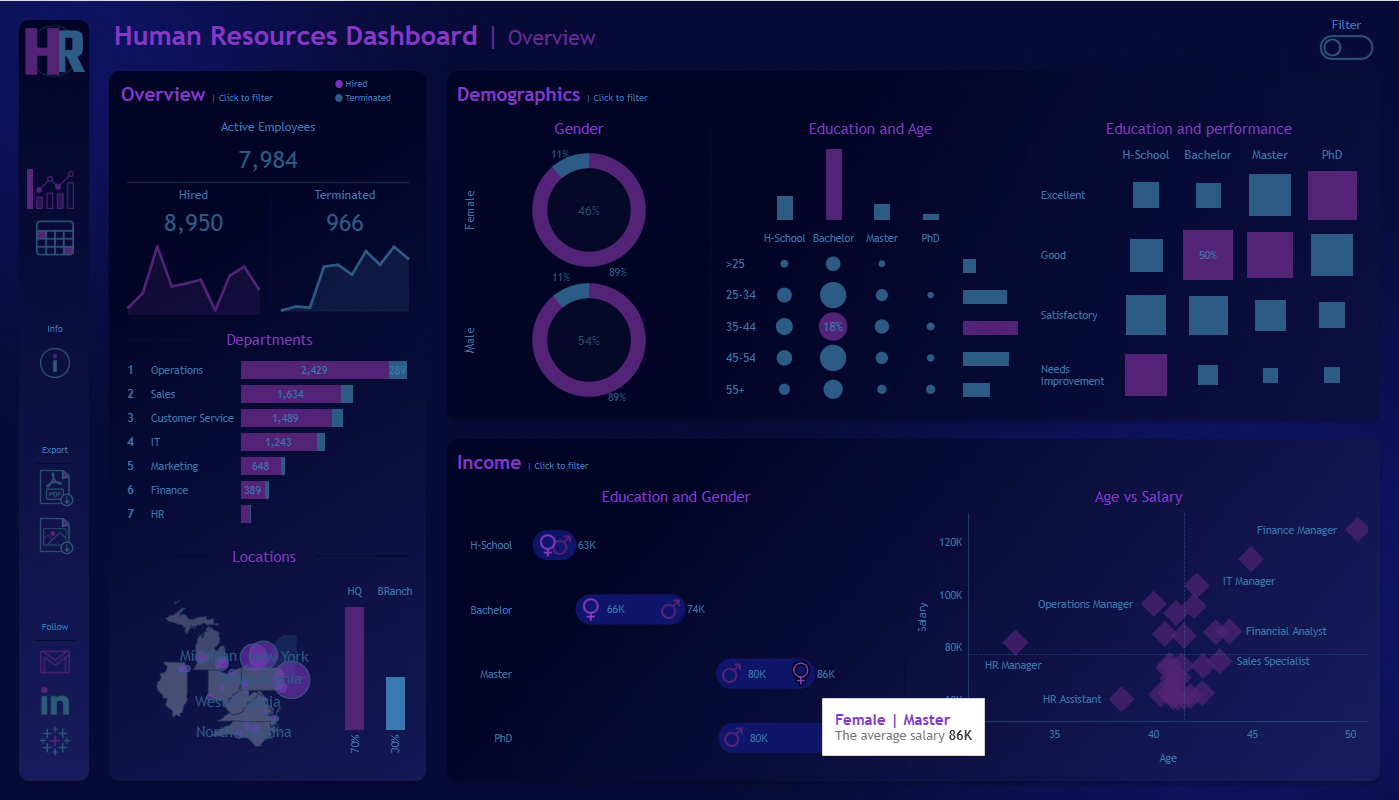 HR
Human Resources Dashboard | Overview
Filter
Overview | Click to filter
Hired
Terminated
Active Employees
7,984
Hired
Terminated
8,950
966
Departments
1 Operations 2,429 289
2 Sales 1,634
3 Customer Service 1,489
4 IT 1,243
5 Marketing 648
6 Finance 389
7 HR
Locations
HQ BRanch
Michigan New York
North
70% 30%
Info
Export
PDF
Follow
in
Demographics | Click to filter
Gender
Female
11%
46%
89%
Male
11%
54%
89%
Education and Age
H-School Bachelor Master PhD
>25
25-34
35-44 18%
45-54
55+
Education and performance
H-School Bachelor Master PhD
Excellent
Good 50%
Satisfactory
Needs
Improvement
Income | Click to filter
Education and Gender
H-School 63K
Bachelor 66K 74K
Master 80K 86K
PhD 80K
Female | Master
The average salary 86K
Age vs Salary
Salary
120K
100K
80K
Finance Manager
IT Manager
Operations Manager
Financial Analyst
HR Manager
Sales Specialist
HR Assistant
35 40 45 50
Age